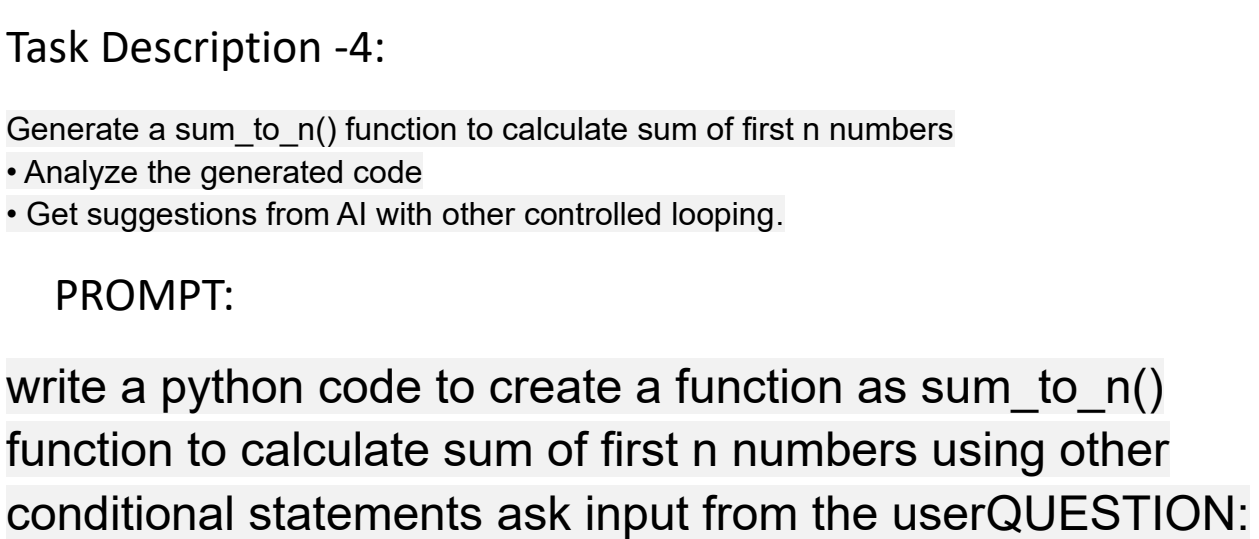 Task Description -4:
Generate a sum_to_n() function to calculate sum of first n numbers
• Analyze the generated code
• Get suggestions from AI with other controlled looping.
PROMPT:
write a python code to create a function as sum_to_n()
function to calculate sum of first n numbers using other
conditional statements ask input from the userQUESTION: